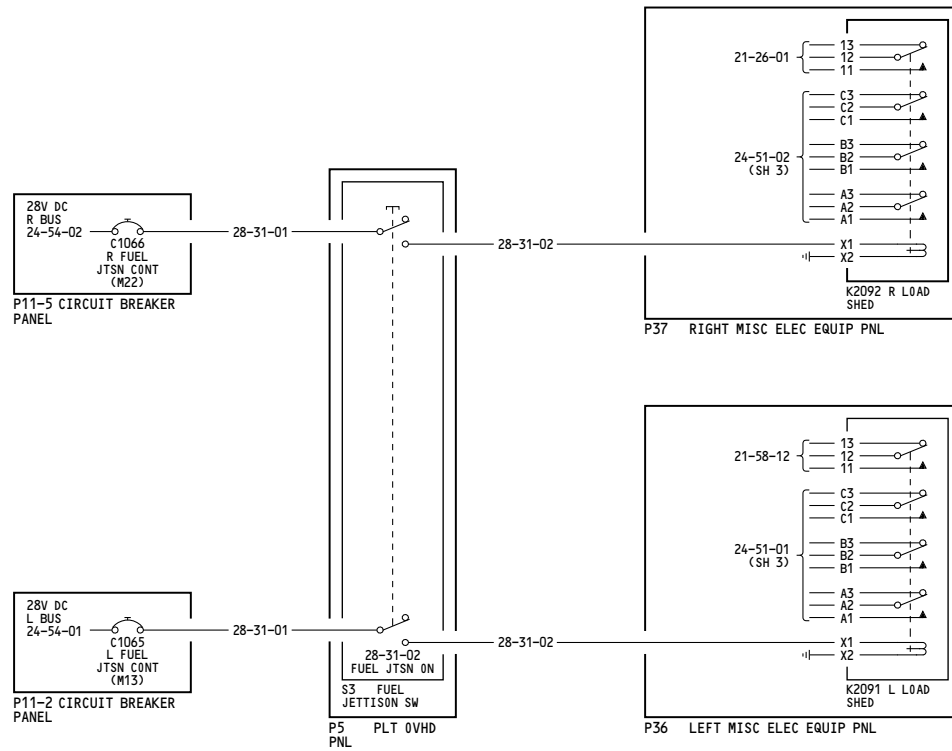 28V DC
R BUS
24-54-02
C1066
R FUEL
JTSN CONT
(M22)
P11-5 CIRCUIT BREAKER
PANEL
28-31-01
28-31-02
21-26-01
13
12
11
24-51-02
(SH 3)
C3
C2
C1
B3
B2
B1
A3
A2
A1
X1
X2
K2092 R LOAD
SHED
P37 RIGHT MISC ELEC EQUIP PNL
28V DC
L BUS
24-54-01
C1065
L FUEL
JTSN CONT
(M13)
P11-2 CIRCUIT BREAKER
PANEL
28-31-01
28-31-02
FUEL JTSN ON
S3 FUEL
JETTISON SW
P5 PLT OVHD
PNL
28-31-02
21-58-12
13
12
11
24-51-01
(SH 3)
C3
C2
C1
B3
B2
B1
A3
A2
A1
X1
X2
K2091 L LOAD
SHED
P36 LEFT MISC ELEC EQUIP PNL